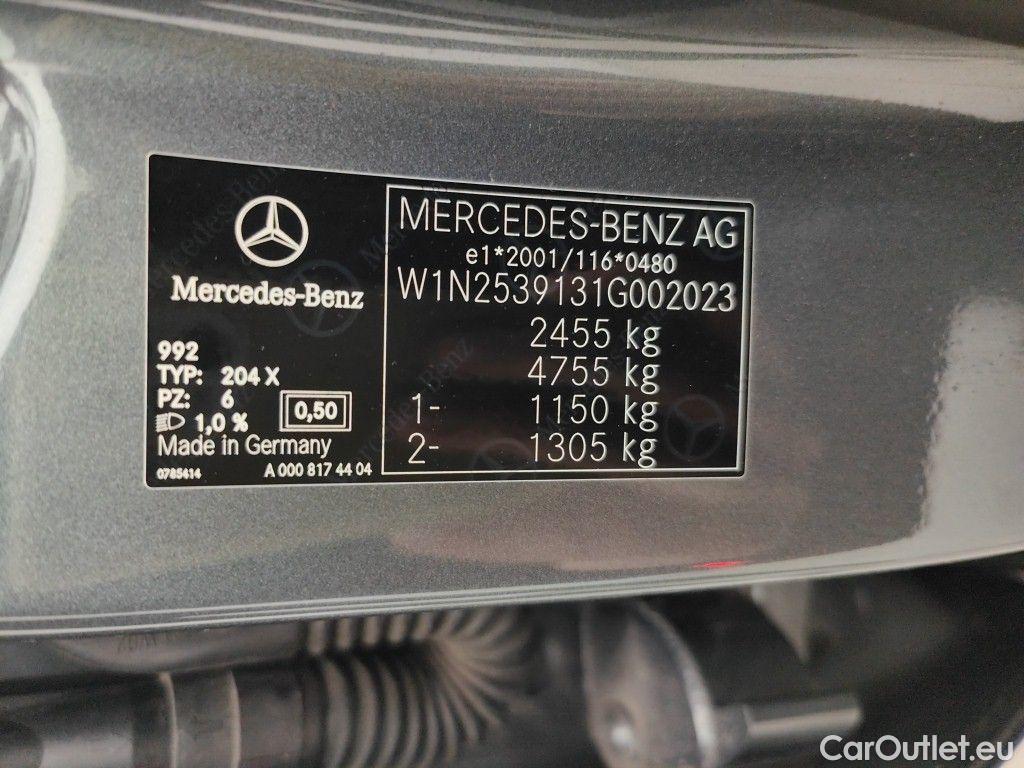 Mercedes-Benz
992
TYP: 204 X
PZ: 6
1,0 %
0,50
Made in Germany
0785414
A 000 817 44 04
MERCEDES-BENZ AG
e1*2001/116*0480
W1N2539131G002023
2455 kg
4755 kg
1- 1150 kg
2- 1305 kg
CarOutlet.eu